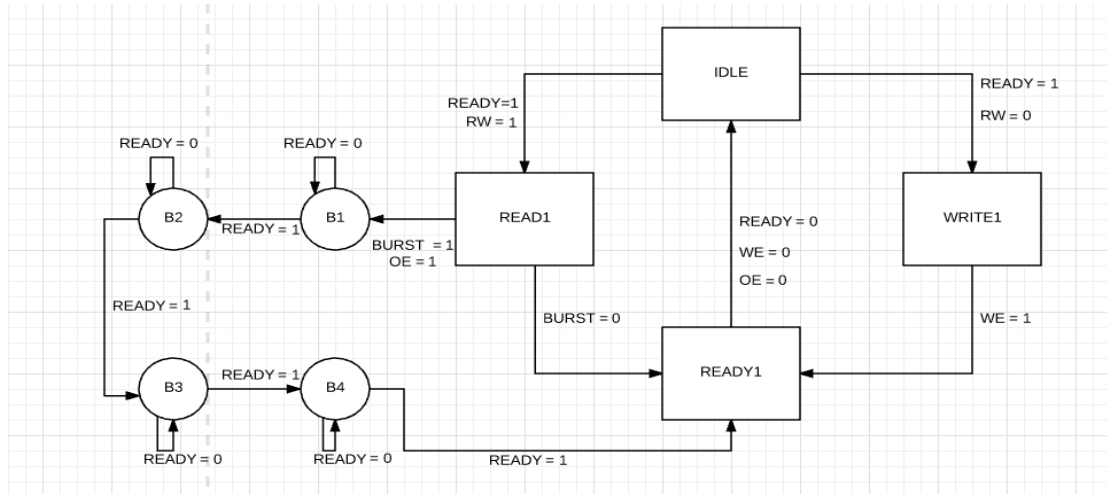 IDLE
READY = 1
RW = 0
READY=1
RW = 1
READY = 0
READY = 0
B2
B1
READ1
WRITE1
READY = 1
BURST = 1
OE = 1
READY = 0
WE = 0
OE = 0
READY = 1
BURST = 0
WE = 1
READY1
B3
READY = 1
B4
READY = 0
READY = 0
READY = 1